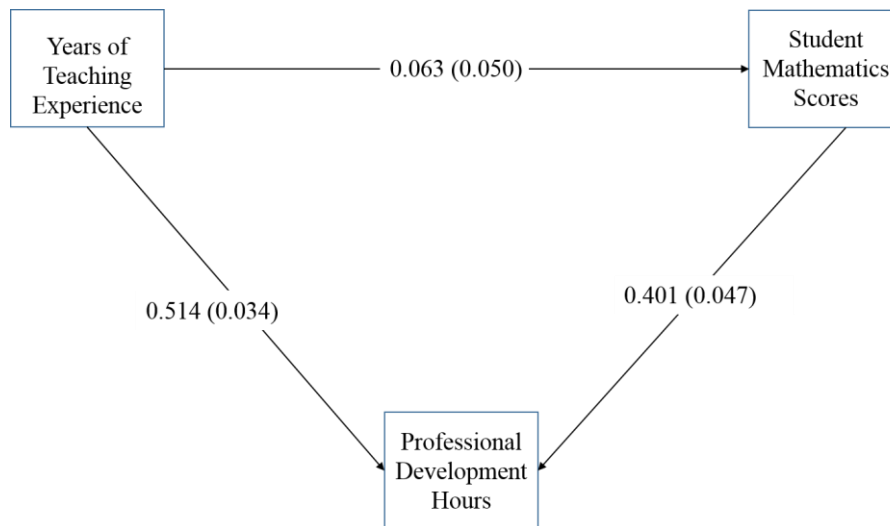 Years of
Teaching
Experience
0.063 (0.050)
Student
Mathematics
Scores
0.514 (0.034)
0.401 (0.047)
Professional
Development
Hours